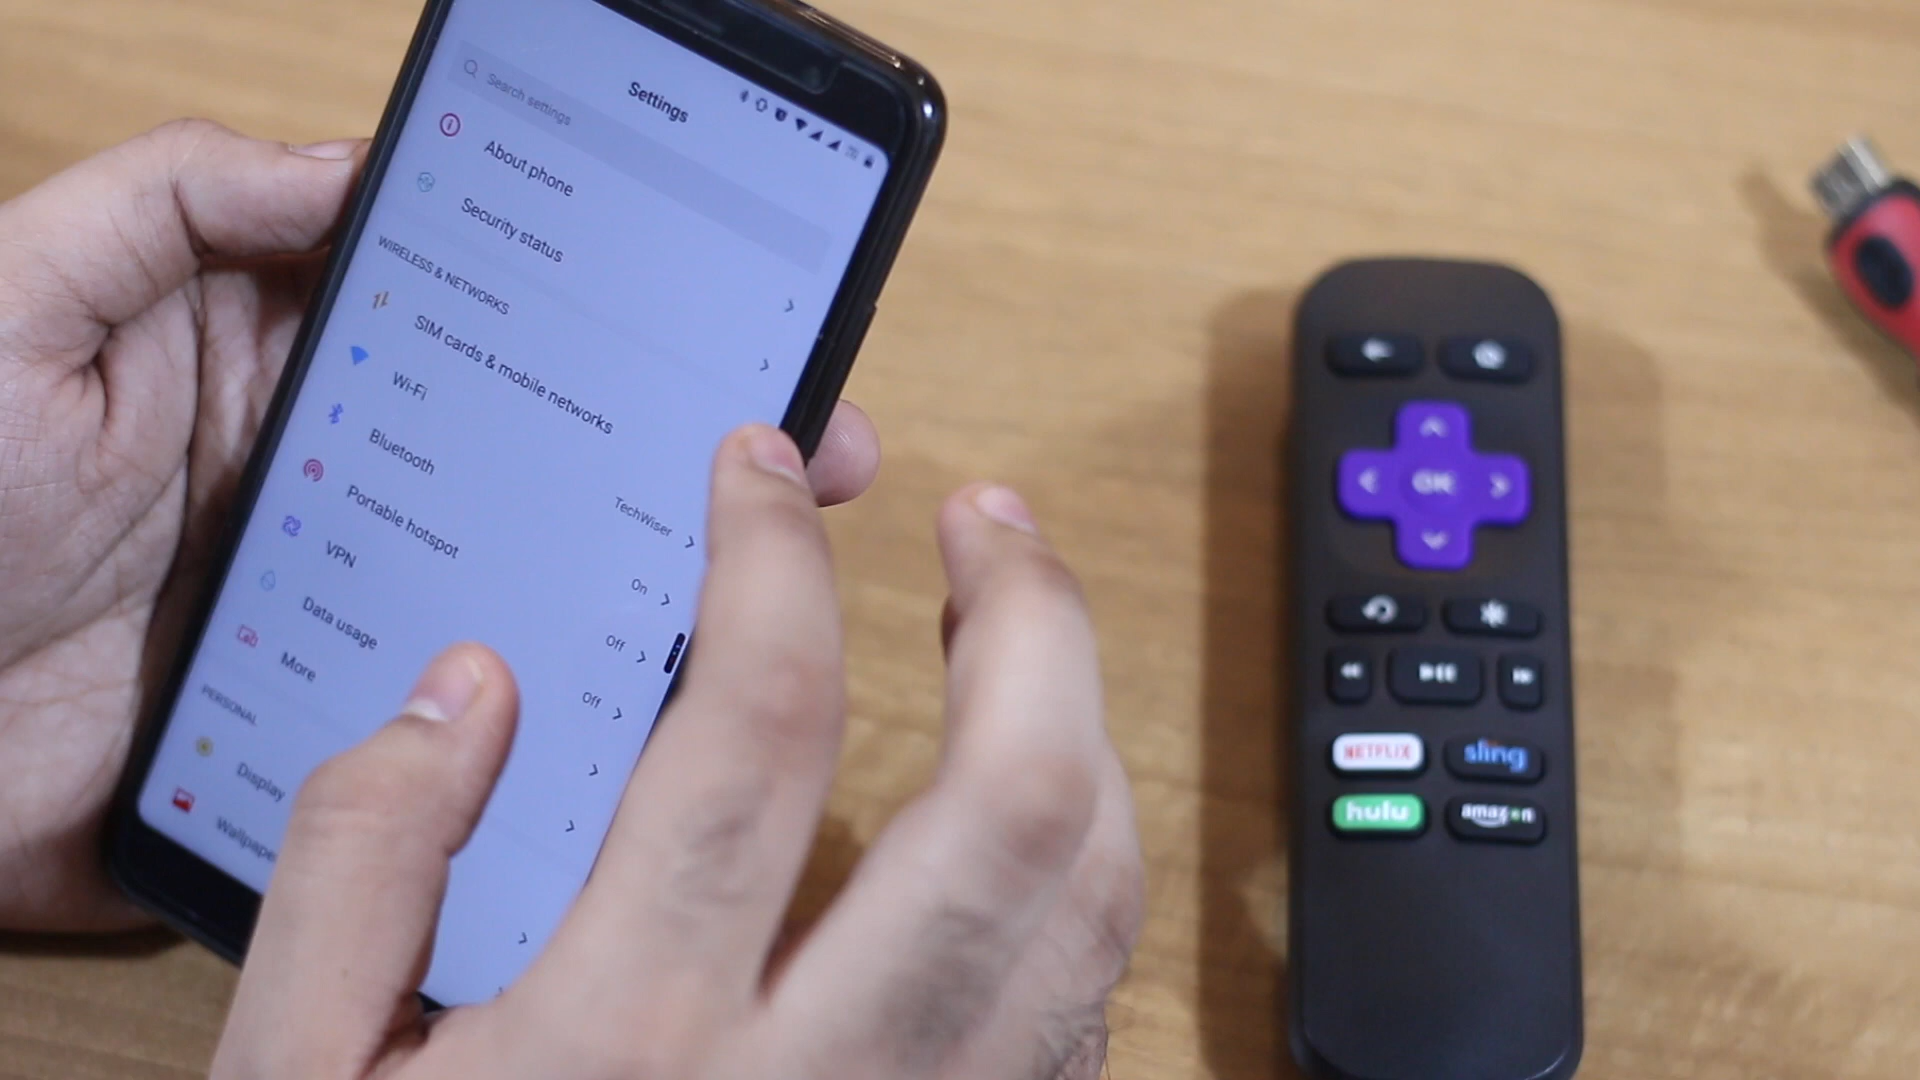 Settings
Search settings
About phone
Security status
WIRELESS & NETWORKS
SIM cards & mobile networks
Wi-Fi
TechWiser
Bluetooth
On
Portable hotspot
Off
VPN
Off
Data usage
More
PERSONAL
Display
Wallpape
OK
NETFLIX
sling
hulu
amazon